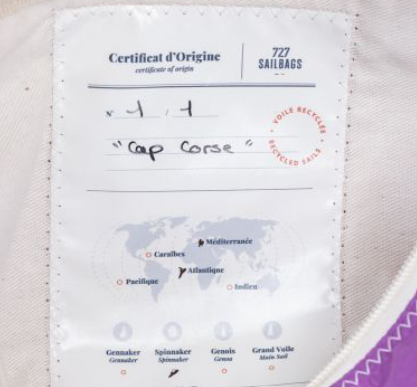 Certificat d'Origine
certificate of origin
727
SAILBAGS
N° 1 / 1
VOILE RECYCLÉE
RECYCLED SAILS
"Cap Corse"
Méditerranée
Caraïbes
Atlantique
Pacifique
Indien
Gennaker Spinnaker Genois Grand Voile
Gennaker Spinnaker Genoa Main Sail